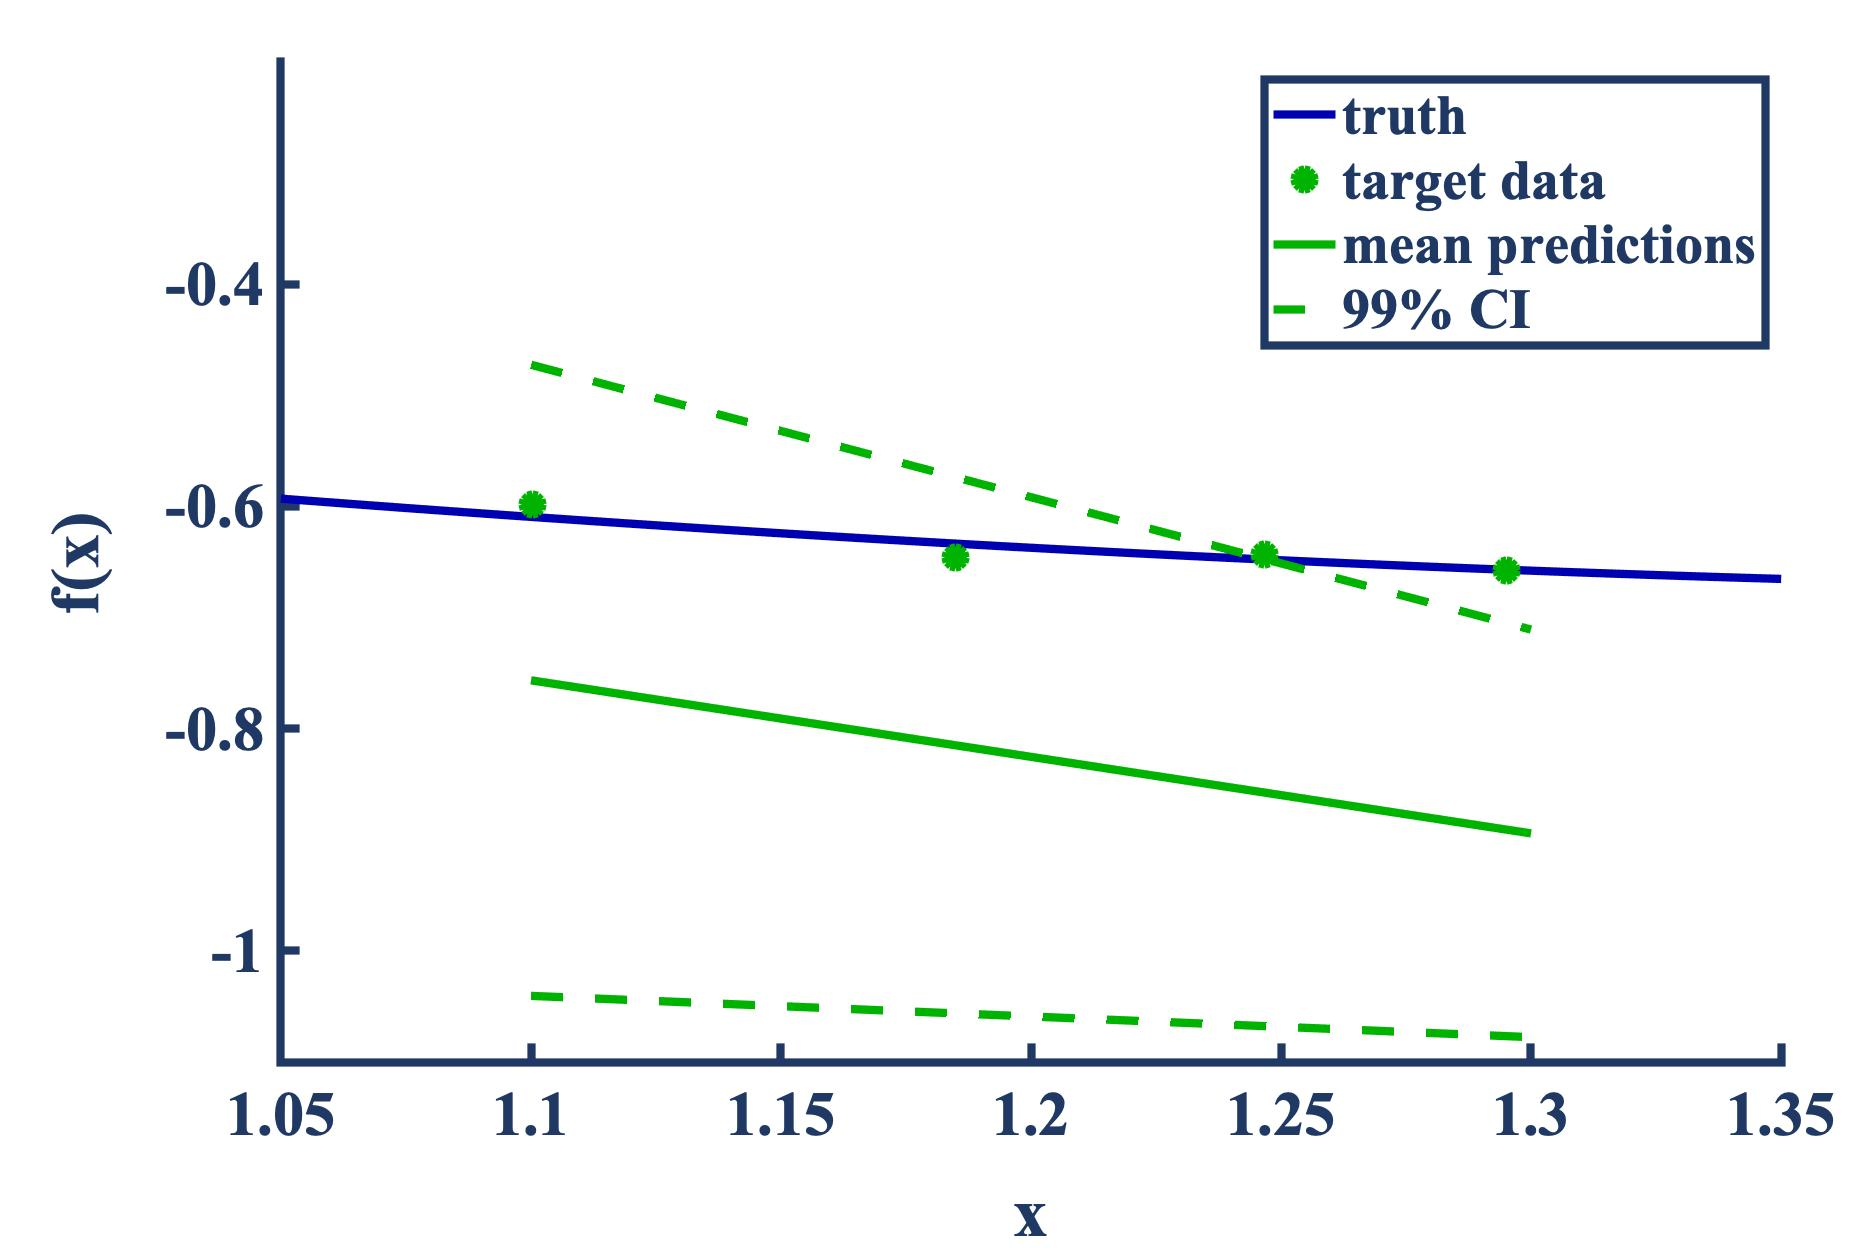 truth
target data
mean predictions
99% CI
-0.4
-0.6
-0.8
-1
f(x)
1.05 1.1 1.15 1.2 1.25 1.3 1.35
x